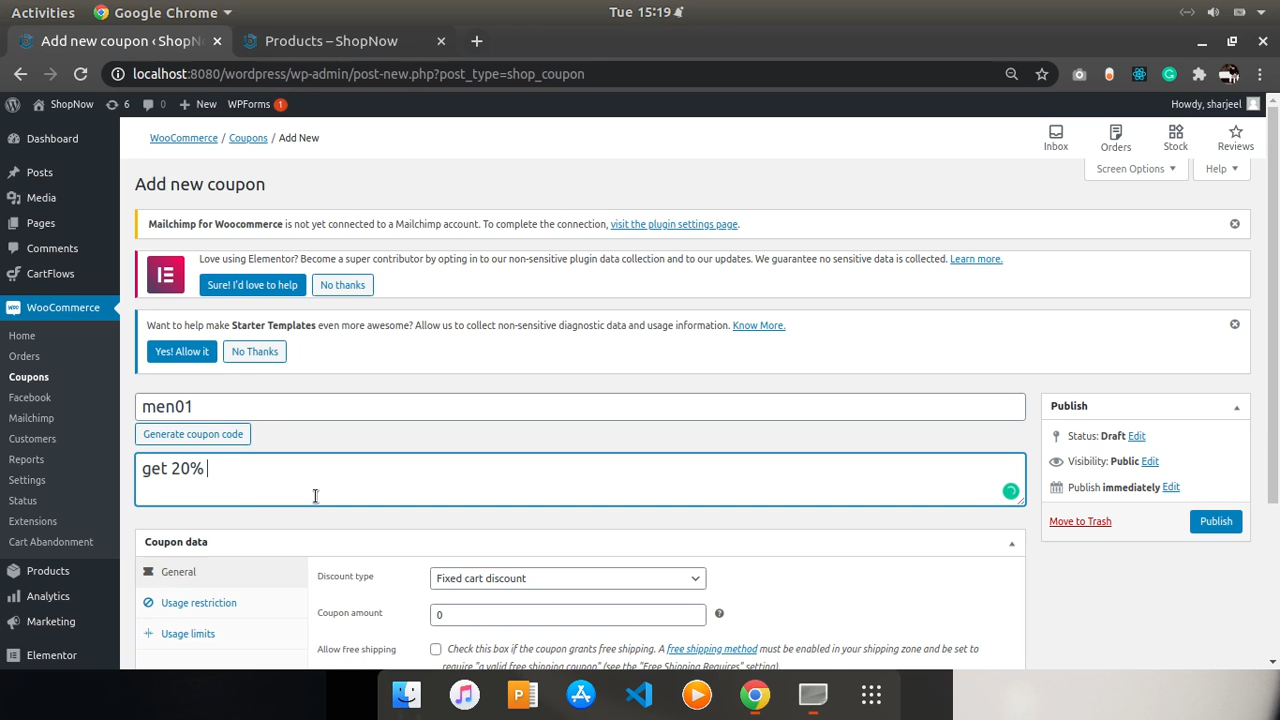 Activities
Google Chrome
Tue 15:19
Add new coupon ‹ ShopN
Products – ShopNow
localhost:8080/wordpress/wp-admin/post-new.php?post_type=shop_coupon
ShopNow
6
0
New
WPForms 1
Howdy, sharjeel
Dashboard
Posts
Media
Pages
Comments
CartFlows
WooCommerce
Home
Orders
Coupons
Facebook
Mailchimp
Customers
Reports
Settings
Status
Extensions
Cart Abandonment
Products
Analytics
Marketing
Elementor
WooCommerce / Coupons / Add New
Inbox
Orders
Stock
Reviews
Screen Options
Help
Add new coupon
Mailchimp for Woocommerce is not yet connected to a Mailchimp account. To complete the connection, visit the plugin settings page.
Love using Elementor? Become a super contributor by opting in to our non-sensitive plugin data collection and to our updates. We guarantee no sensitive data is collected. Learn more.
Sure! I'd love to help
No thanks
Want to help make Starter Templates even more awesome? Allow us to collect non-sensitive diagnostic data and usage information. Know More.
Yes! Allow it
No Thanks
men01
Generate coupon code
get 20%
Publish
Status: Draft Edit
Visibility: Public Edit
Publish immediately Edit
Move to Trash
Publish
Coupon data
General
Usage restriction
Usage limits
Discount type
Fixed cart discount
Coupon amount
0
Allow free shipping
Check this box if the coupon grants free shipping. A free shipping method must be enabled in your shipping zone and be set to
require "a valid free shipping coupon" (see the "Free Shipping Requires" setting).